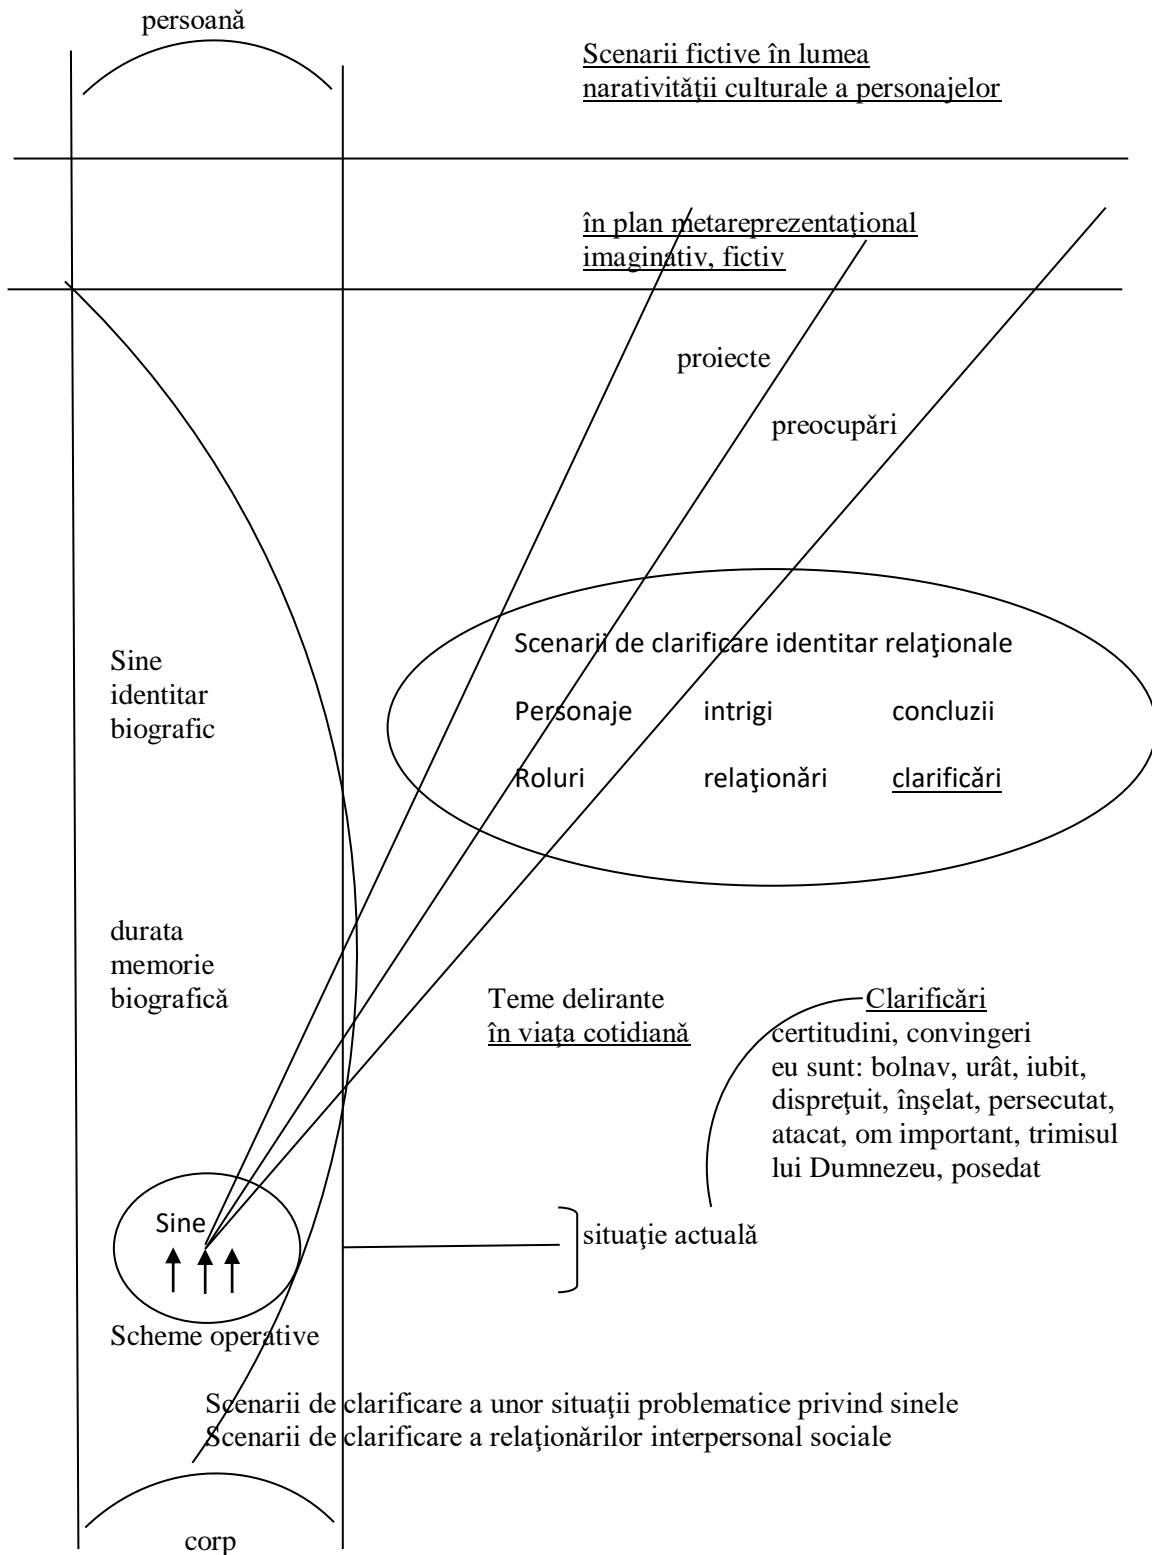 persoană
Scenarii fictive în lumea
narativităţii culturale a personajelor
în plan metareprezentaţional
imaginativ, fictiv
proiecte
preocupări
Scenarii de clarificare identitar relaţionale
Personaje intrigi concluzii
Roluri relaţionări clarificări
Sine
identitar
biografic
durata
memorie
biografică
Teme delirante
în viaţa cotidiană
Clarificări
certitudini, convingeri
eu sunt: bolnav, urât, iubit,
dispreţuit, înşelat, persecutat,
atacat, om important, trimisul
lui Dumnezeu, posedat
Sine
situaţie actuală
Scheme operative
Scenarii de clarificare a unor situaţii problematice privind sinele
Scenarii de clarificare a relaţionărilor interpersonal sociale
corp